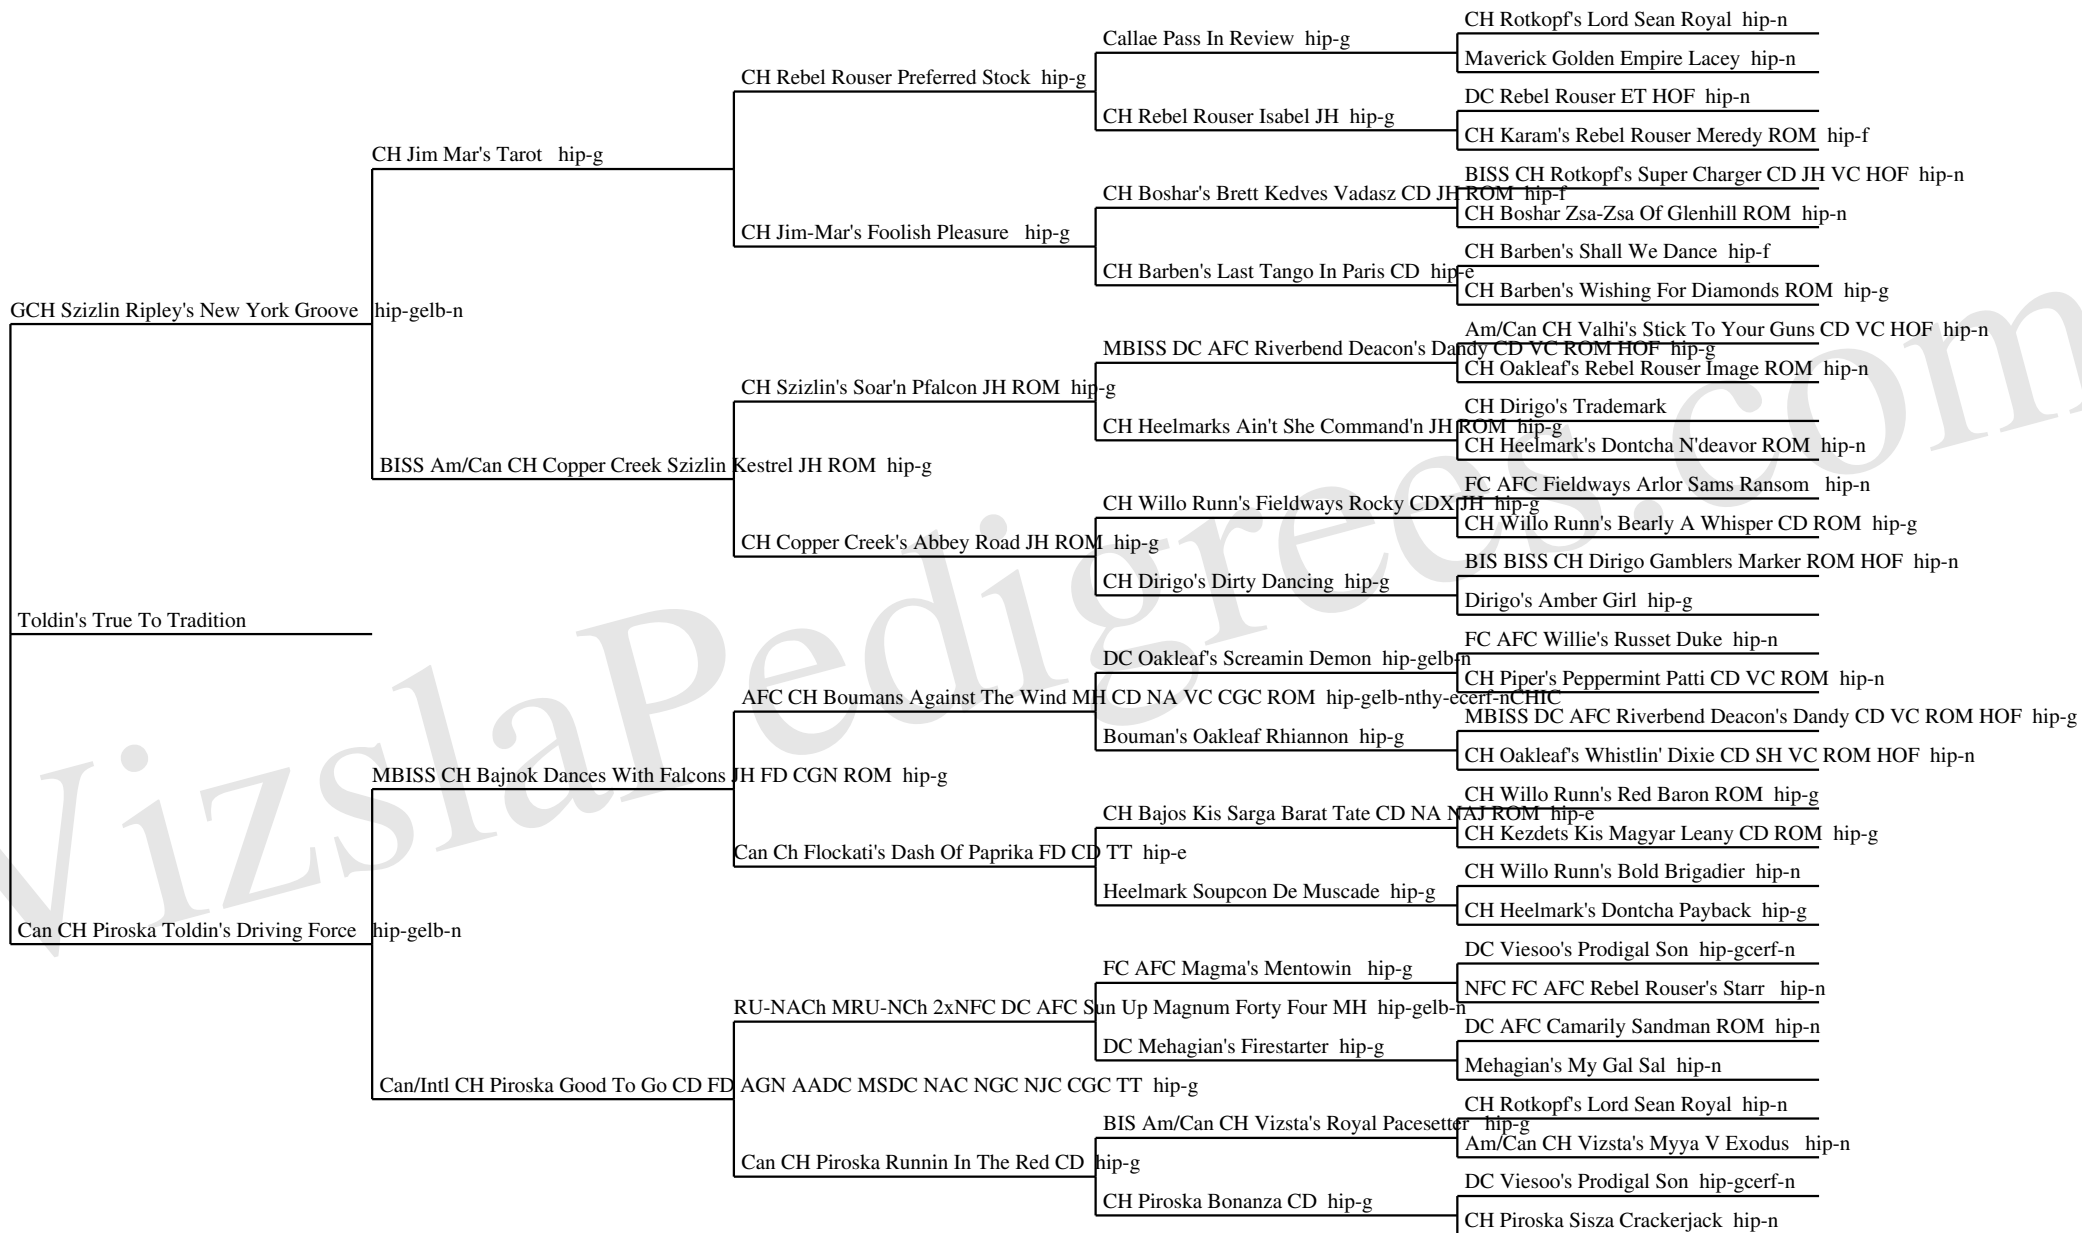 CH Rotkopf's Lord Sean Royal hip-n
Callae Pass In Review hip-g
Maverick Golden Empire Lacey hip-n
CH Rebel Rouser Preferred Stock hip-g
DC Rebel Rouser ET HOF hip-n
CH Rebel Rouser Isabel JH hip-g
CH Karam's Rebel Rouser Meredy ROM hip-f
CH Jim Mar's Tarot hip-g
BISS CH Rotkopf's Super Charger CD JH VC HOF hip-n
CH Boshar's Brett Kedves Vadasz CD JH ROM hip-f
CH Boshar Zsa-Zsa Of Glenhill ROM hip-n
CH Jim-Mar's Foolish Pleasure hip-g
CH Barben's Shall We Dance hip-f
CH Barben's Last Tango In Paris CD hip-e
CH Barben's Wishing For Diamonds ROM hip-g
GCH Szizlin Ripley's New York Groove hip-gelb-n
Am/Can CH Valhi's Stick To Your Guns CD VC HOF hip-n
MBISS DC AFC Riverbend Deacon's Dandy CD VC ROM HOF hip-g
CH Oakleaf's Rebel Rouser Image ROM hip-n
CH Szizlin's Soar'n Pfalcon JH ROM hip-g
CH Dirigo's Trademark
CH Heelmarks Ain't She Command'n JH ROM hip-g
CH Heelmark's Dontcha N'deavor ROM hip-n
BISS Am/Can CH Copper Creek Szizlin Kestrel JH ROM hip-g
FC AFC Fieldways Arlor Sams Ransom hip-n
CH Willo Runn's Fieldways Rocky CDX JH hip-g
CH Willo Runn's Bearly A Whisper CD ROM hip-g
CH Copper Creek's Abbey Road JH ROM hip-g
BIS BISS CH Dirigo Gamblers Marker ROM HOF hip-n
CH Dirigo's Dirty Dancing hip-g
Dirigo's Amber Girl hip-g
Toldin's True To Tradition
FC AFC Willie's Russet Duke hip-n
DC Oakleaf's Screamin Demon hip-gelb-n
CH Piper's Peppermint Patti CD VC ROM hip-n
AFC CH Boumans Against The Wind MH CD NA VC CGC ROM hip-gelb-nthy-ecerf-nCHIC
MBISS DC AFC Riverbend Deacon's Dandy CD VC ROM HOF hip-g
Bouman's Oakleaf Rhiannon hip-g
CH Oakleaf's Whistlin' Dixie CD SH VC ROM HOF hip-n
MBISS CH Bajnok Dances With Falcons JH FD CGN ROM hip-g
CH Willo Runn's Red Baron ROM hip-g
CH Bajos Kis Sarga Barat Tate CD NA NAJ ROM hip-e
CH Kezdets Kis Magyar Leany CD ROM hip-g
Can Ch Flockati's Dash Of Paprika FD CD TT hip-e
CH Willo Runn's Bold Brigadier hip-n
Heelmark Soupcon De Muscade hip-g
CH Heelmark's Dontcha Payback hip-g
Can CH Piroska Toldin's Driving Force hip-gelb-n
DC Viesoo's Prodigal Son hip-gcerf-n
FC AFC Magma's Mentowin hip-g
NFC FC AFC Rebel Rouser's Starr hip-n
RU-NACh MRU-NCh 2xNFC DC AFC Sun Up Magnum Forty Four MH hip-gelb-n
DC AFC Camarily Sandman ROM hip-n
DC Mehagian's Firestarter hip-g
Mehagian's My Gal Sal hip-n
Can/Intl CH Piroska Good To Go CD FD AGN AADC MSDC NAC NGC NJC CGC TT hip-g
CH Rotkopf's Lord Sean Royal hip-n
BIS Am/Can CH Vizsta's Royal Pacesetter hip-g
Am/Can CH Vizsta's Myya V Exodus hip-n
Can CH Piroska Runnin In The Red CD hip-g
DC Viesoo's Prodigal Son hip-gcerf-n
CH Piroska Bonanza CD hip-g
CH Piroska Sisza Crackerjack hip-n
VizslaPedigrees.com